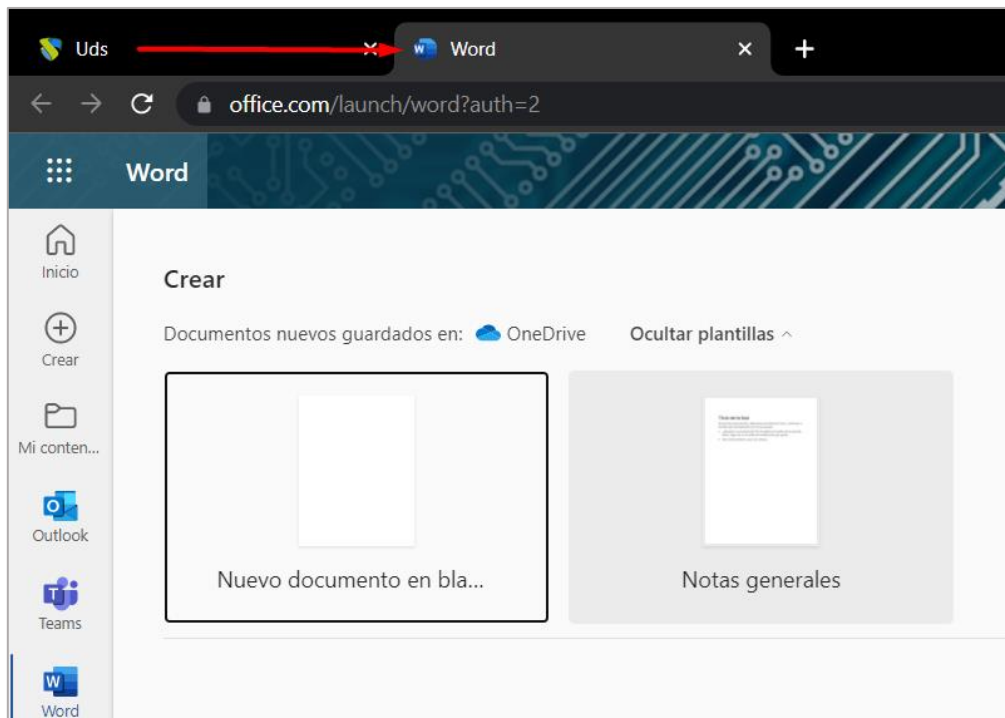 Uds
Word
office.com/launch/word?auth=2
Word
Inicio
Crear
Mi conten...
Outlook
Teams
Word
Crear
Documentos nuevos guardados en: OneDrive Ocultar plantillas
Nuevo documento en bla...
Notas generales